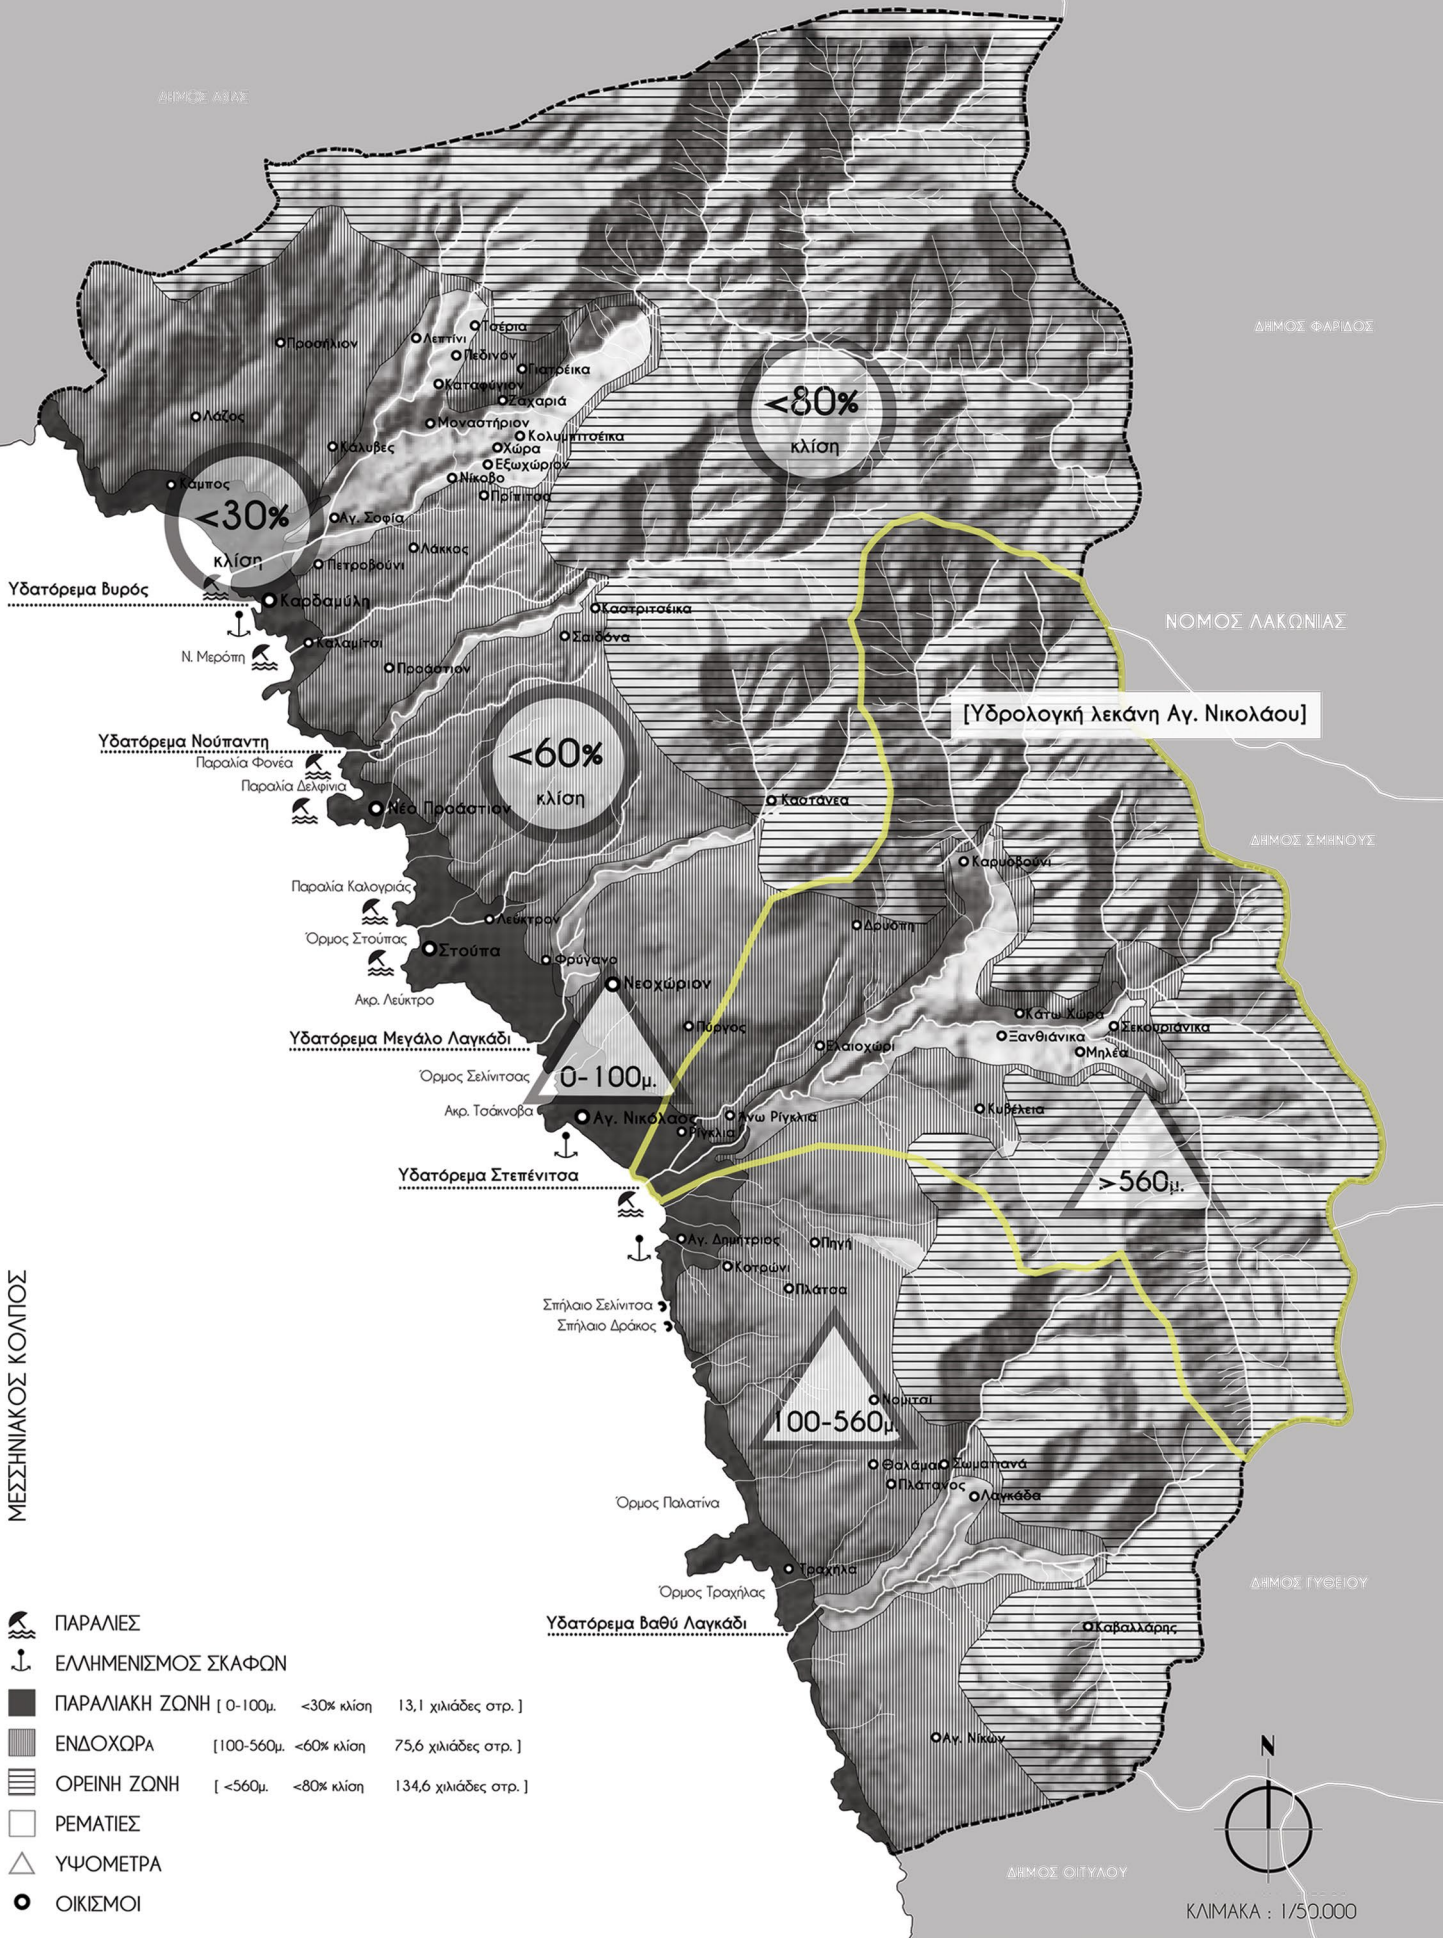 ΔΗΜΟΣ ΑΒΙΑΣ
ΔΗΜΟΣ ΦΑΡΙΔΟΣ
Τσέρια
Λεπτίνι
Προσήλιον
Πεδινόν
Γιατρέικα
Καταφύγιον
Ζαχαριά
<80%
κλίση
Λάζος
Μοναστήριον
Κολυμπιτσέικα
Κάλυβες
Χώρα
Εξωχώριον
Νίκοβο
Κάμπος
Πρίπιτσα
<30%
κλίση
Αγ. Σοφία
Λάκκος
Πετροβούνι
Υδατόρεμα Βυρός
Καρδαμύλη
Καστριτσέικα
ΝΟΜΟΣ ΛΑΚΩΝΙΑΣ
Σαιδόνα
Καλαμίτσι
Ν. Μερόπη
Προάστιον
[Υδρολογκή λεκάνη Αγ. Νικολάου]
Υδατόρεμα Νούπαντη
Παραλία Φονέα
<60%
κλίση
Παραλία Δελφίνια
Νέο Προάστιον
Καστάνεα
ΔΗΜΟΣ ΣΜΗΝΟΥΣ
Καρυοβούνι
Παραλία Καλογριάς
Λεύκτρον
Δρυόπη
Όρμος Στούπας
Στούπα
Φρύγανο
Νεοχώριον
Ακρ. Λεύκτρο
Κάτω Χώρα
Πύργος
Σεκουριάνικα
Ξανθιάνικα
Υδατόρεμα Μεγάλο Λαγκάδι
Ελαιοχώρι
Μηλέα
Όρμος Σελίνιτσας
0-100μ.
Ακρ. Τσάκνοβα
Αγ. Νικόλαος
Άνω Ρίγκλια
Κυβέλεια
Ρίγκλια
Υδατόρεμα Στεπένιτσα
>560μ.
Αγ. Δημήτριος
Πηγή
Κοτρώνι
Πλάτσα
Σπήλαιο Σελίνιτσα
Σπήλαιο Δράκος
ΜΕΣΣΗΝΙΑΚΟΣ ΚΟΛΠΟΣ
Νομιτσί
100-560μ.
Θαλάμαι
Σωματιανά
Πλάτανος
Λαγκάδα
Όρμος Παλατίνα
Τραχήλα
Όρμος Τραχήλας
ΔΗΜΟΣ ΓΥΘΕΙΟΥ
Υδατόρεμα Βαθύ Λαγκάδι
Καβαλλάρης
Αγ. Νίκων
ΠΑΡΑΛΙΕΣ
ΕΛΛΗΜΕΝΙΣΜΟΣ ΣΚΑΦΩΝ
ΠΑΡΑΛΙΑΚΗ ΖΩΝΗ [ 0-100μ. <30% κλίση 13,1 χιλιάδες στρ. ]
ΕΝΔΟΧΩΡΑ [100-560μ. <60% κλίση 75,6 χιλιάδες στρ. ]
ΟΡΕΙΝΗ ΖΩΝΗ [ <560μ. <80% κλίση 134,6 χιλιάδες στρ. ]
ΡΕΜΑΤΙΕΣ
ΥΨΟΜΕΤΡΑ
ΟΙΚΙΣΜΟΙ
N
ΔΗΜΟΣ ΟΙΤΥΛΟΥ
ΚΛΙΜΑΚΑ : 1/50.000